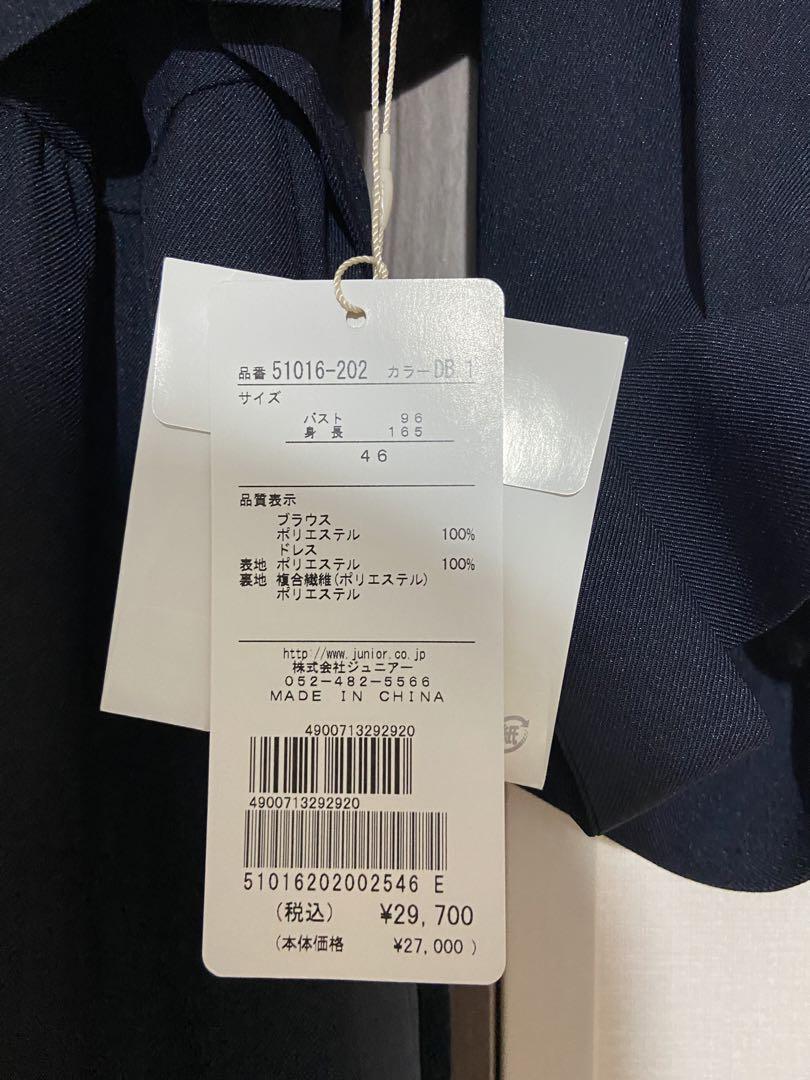 品番 51016-202 カラー DB 1
サイズ
バスト 96
身長 165
46
品質表示
ブラウス
ポリエステル 100%
ドレス
表地 ポリエステル 100%
裏地 複合繊維(ポリエステル)
ポリエステル
http://www.junior.co.jp
株式会社ジュニアー
052-482-5566
MADE IN CHINA
4900713292920
4900713292920
51016202002546 E
(税込) ¥29,700
(本体価格 ¥27,000 )
紙